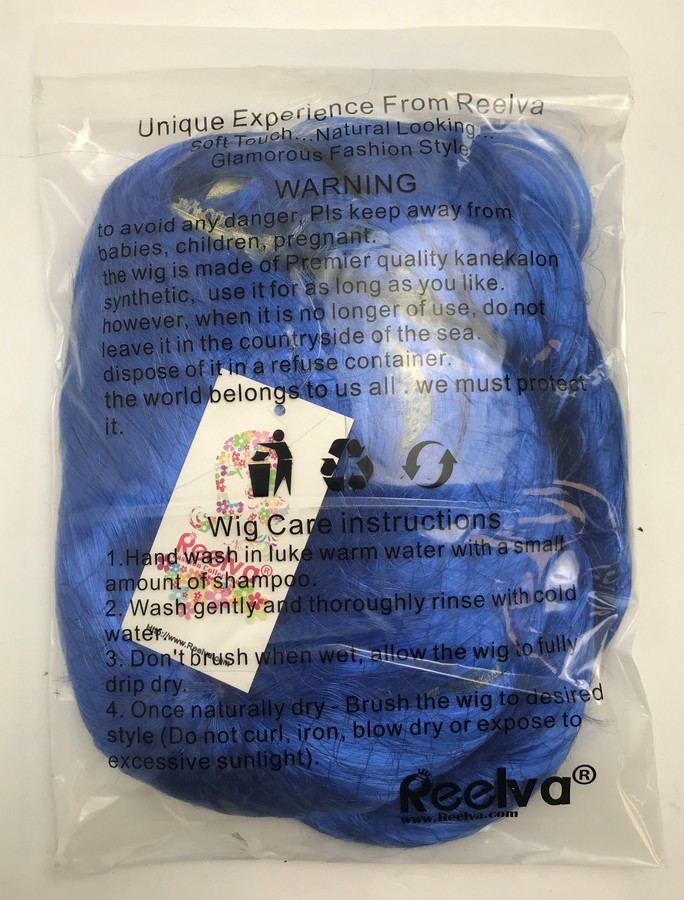 Unique Experience From Reelva
Soft Touch...Natural Looking...
Glamorous Fashion Style
WARNING
to avoid any danger, Pls keep away from
babies, children, pregnant.
the wig is made of Premier quality kanekalon
synthetic, use it for as long as you like.
however, when it is no longer of use, do not
leave it in the countryside of the sea.
dispose of it in a refuse container.
the world belongs to us all . we must protect
it.
Wig Care instructions
1.Hand wash in luke warm water with a small
amount of shampoo.
2. Wash gently and thoroughly rinse with cold
water.
3. Don't brush when wet, allow the wig to fully
drip dry.
4. Once naturally dry - Brush the wig to desired
style (Do not curl, iron, blow dry or expose to
excessive sunlight).
Reelva®
http://www.Reelva.com
Reelva®
www.Reelva.com